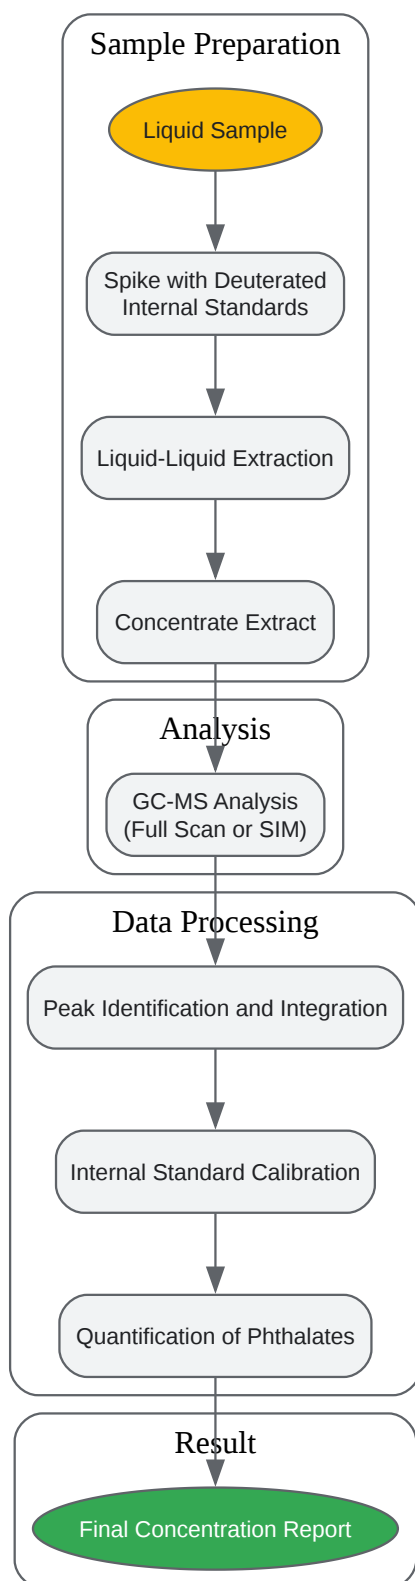 Sample Preparation
Liquid Sample
Spike with Deuterated
Internal Standards
Liquid-Liquid Extraction
Concentrate Extract
Analysis
GC-MS Analysis
(Full Scan or SIM)
Data Processing
Peak Identification and Integration
Internal Standard Calibration
Quantification of Phthalates
Result
Final Concentration Report